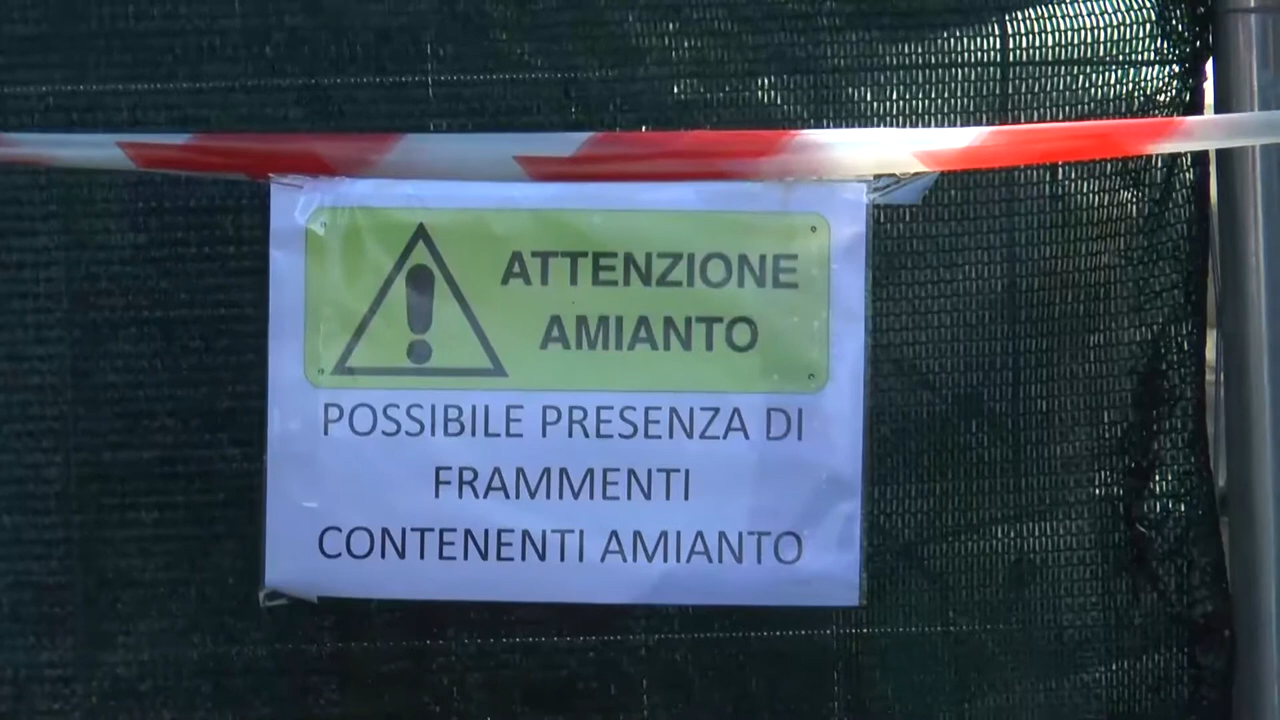 ATTENZIONE
AMIANTO
POSSIBILE PRESENZA DI
FRAMMENTI
CONTENENTI AMIANTO